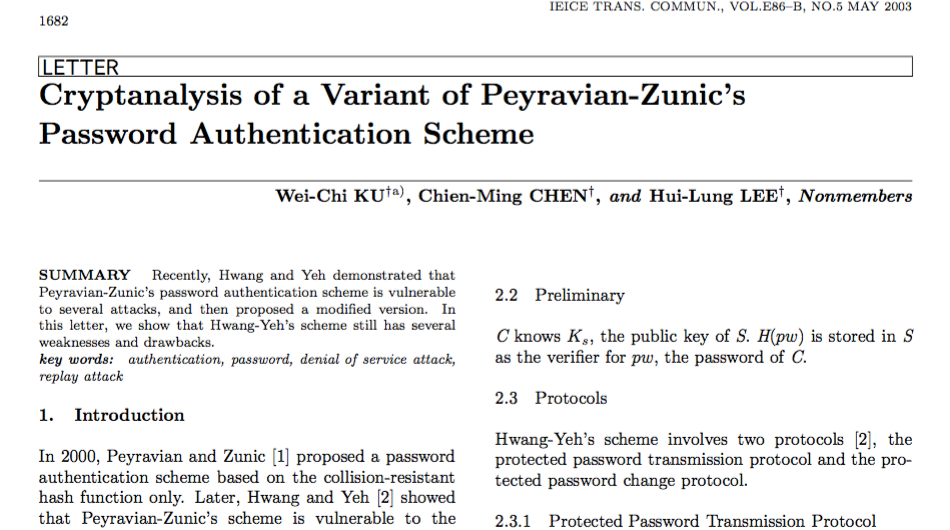 IEICE TRANS. COMMUN., VOL.E86–B, NO.5 MAY 2003
1682
LETTER
Cryptanalysis of a Variant of Peyravian-Zunic's
Password Authentication Scheme
Wei-Chi KU†a), Chien-Ming CHEN†, and Hui-Lung LEE†, Nonmembers
SUMMARY Recently, Hwang and Yeh demonstrated that
Peyravian-Zunic's password authentication scheme is vulnerable
to several attacks, and then proposed a modified version. In
this letter, we show that Hwang-Yeh's scheme still has several
weaknesses and drawbacks.
key words: authentication, password, denial of service attack,
replay attack
1. Introduction
In 2000, Peyravian and Zunic [1] proposed a password
authentication scheme based on the collision-resistant
hash function only. Later, Hwang and Yeh [2] showed
that Peyravian-Zunic's scheme is vulnerable to the
2.2 Preliminary
C knows Ks, the public key of S. H(pw) is stored in S
as the verifier for pw, the password of C.
2.3 Protocols
Hwang-Yeh's scheme involves two protocols [2], the
protected password transmission protocol and the pro-
tected password change protocol.
2.3.1 Protected Password Transmission Protocol